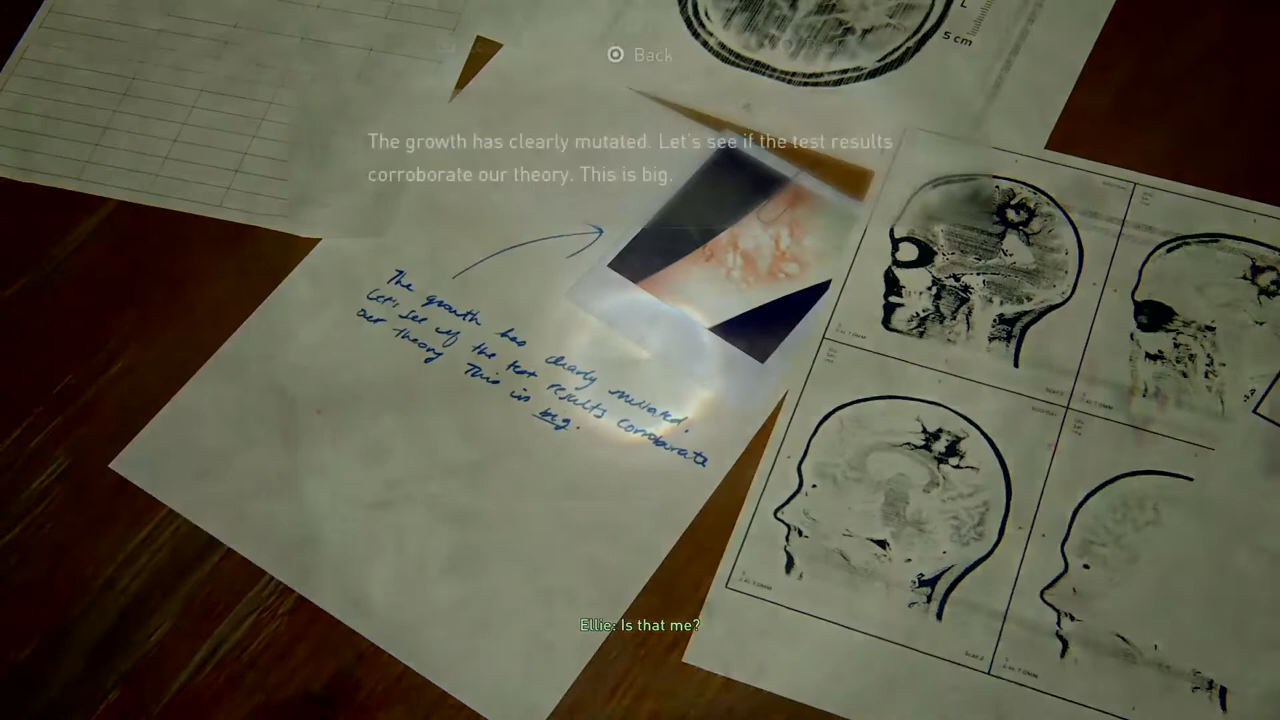 L
5 cm
Back
The growth has clearly mutated. Let's see if the test results
corroborate our theory. This is big.
The growth has clearly mutated.
Let's see if the test results corroborate
our theory This is big.
Ellie: Is that me?